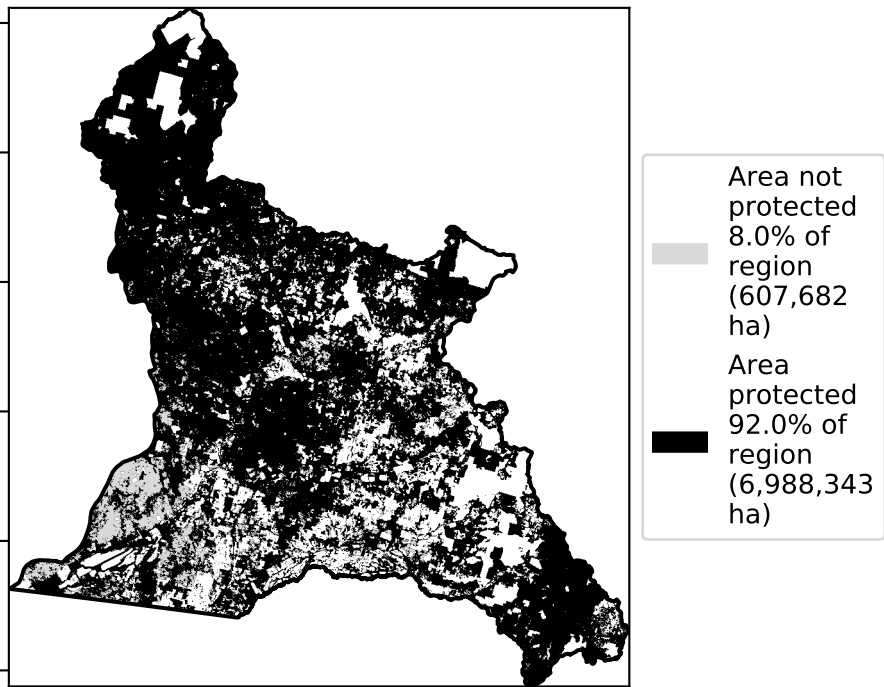 Area not
protected
8.0% of
region
(607,682
ha)
Area
protected
92.0% of
region
(6,988,343
ha)